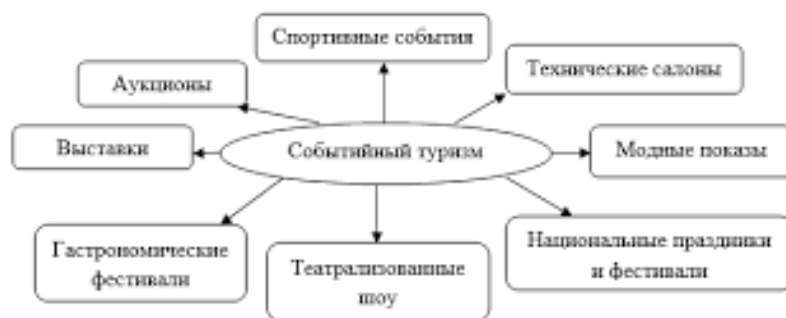 Спортивные события
Технические салоны
Аукционы
Выставки
Событийный туризм
Модные показы
Гастрономические
фестивали
Театрализованные
шоу
Национальные праздники
и фестивали